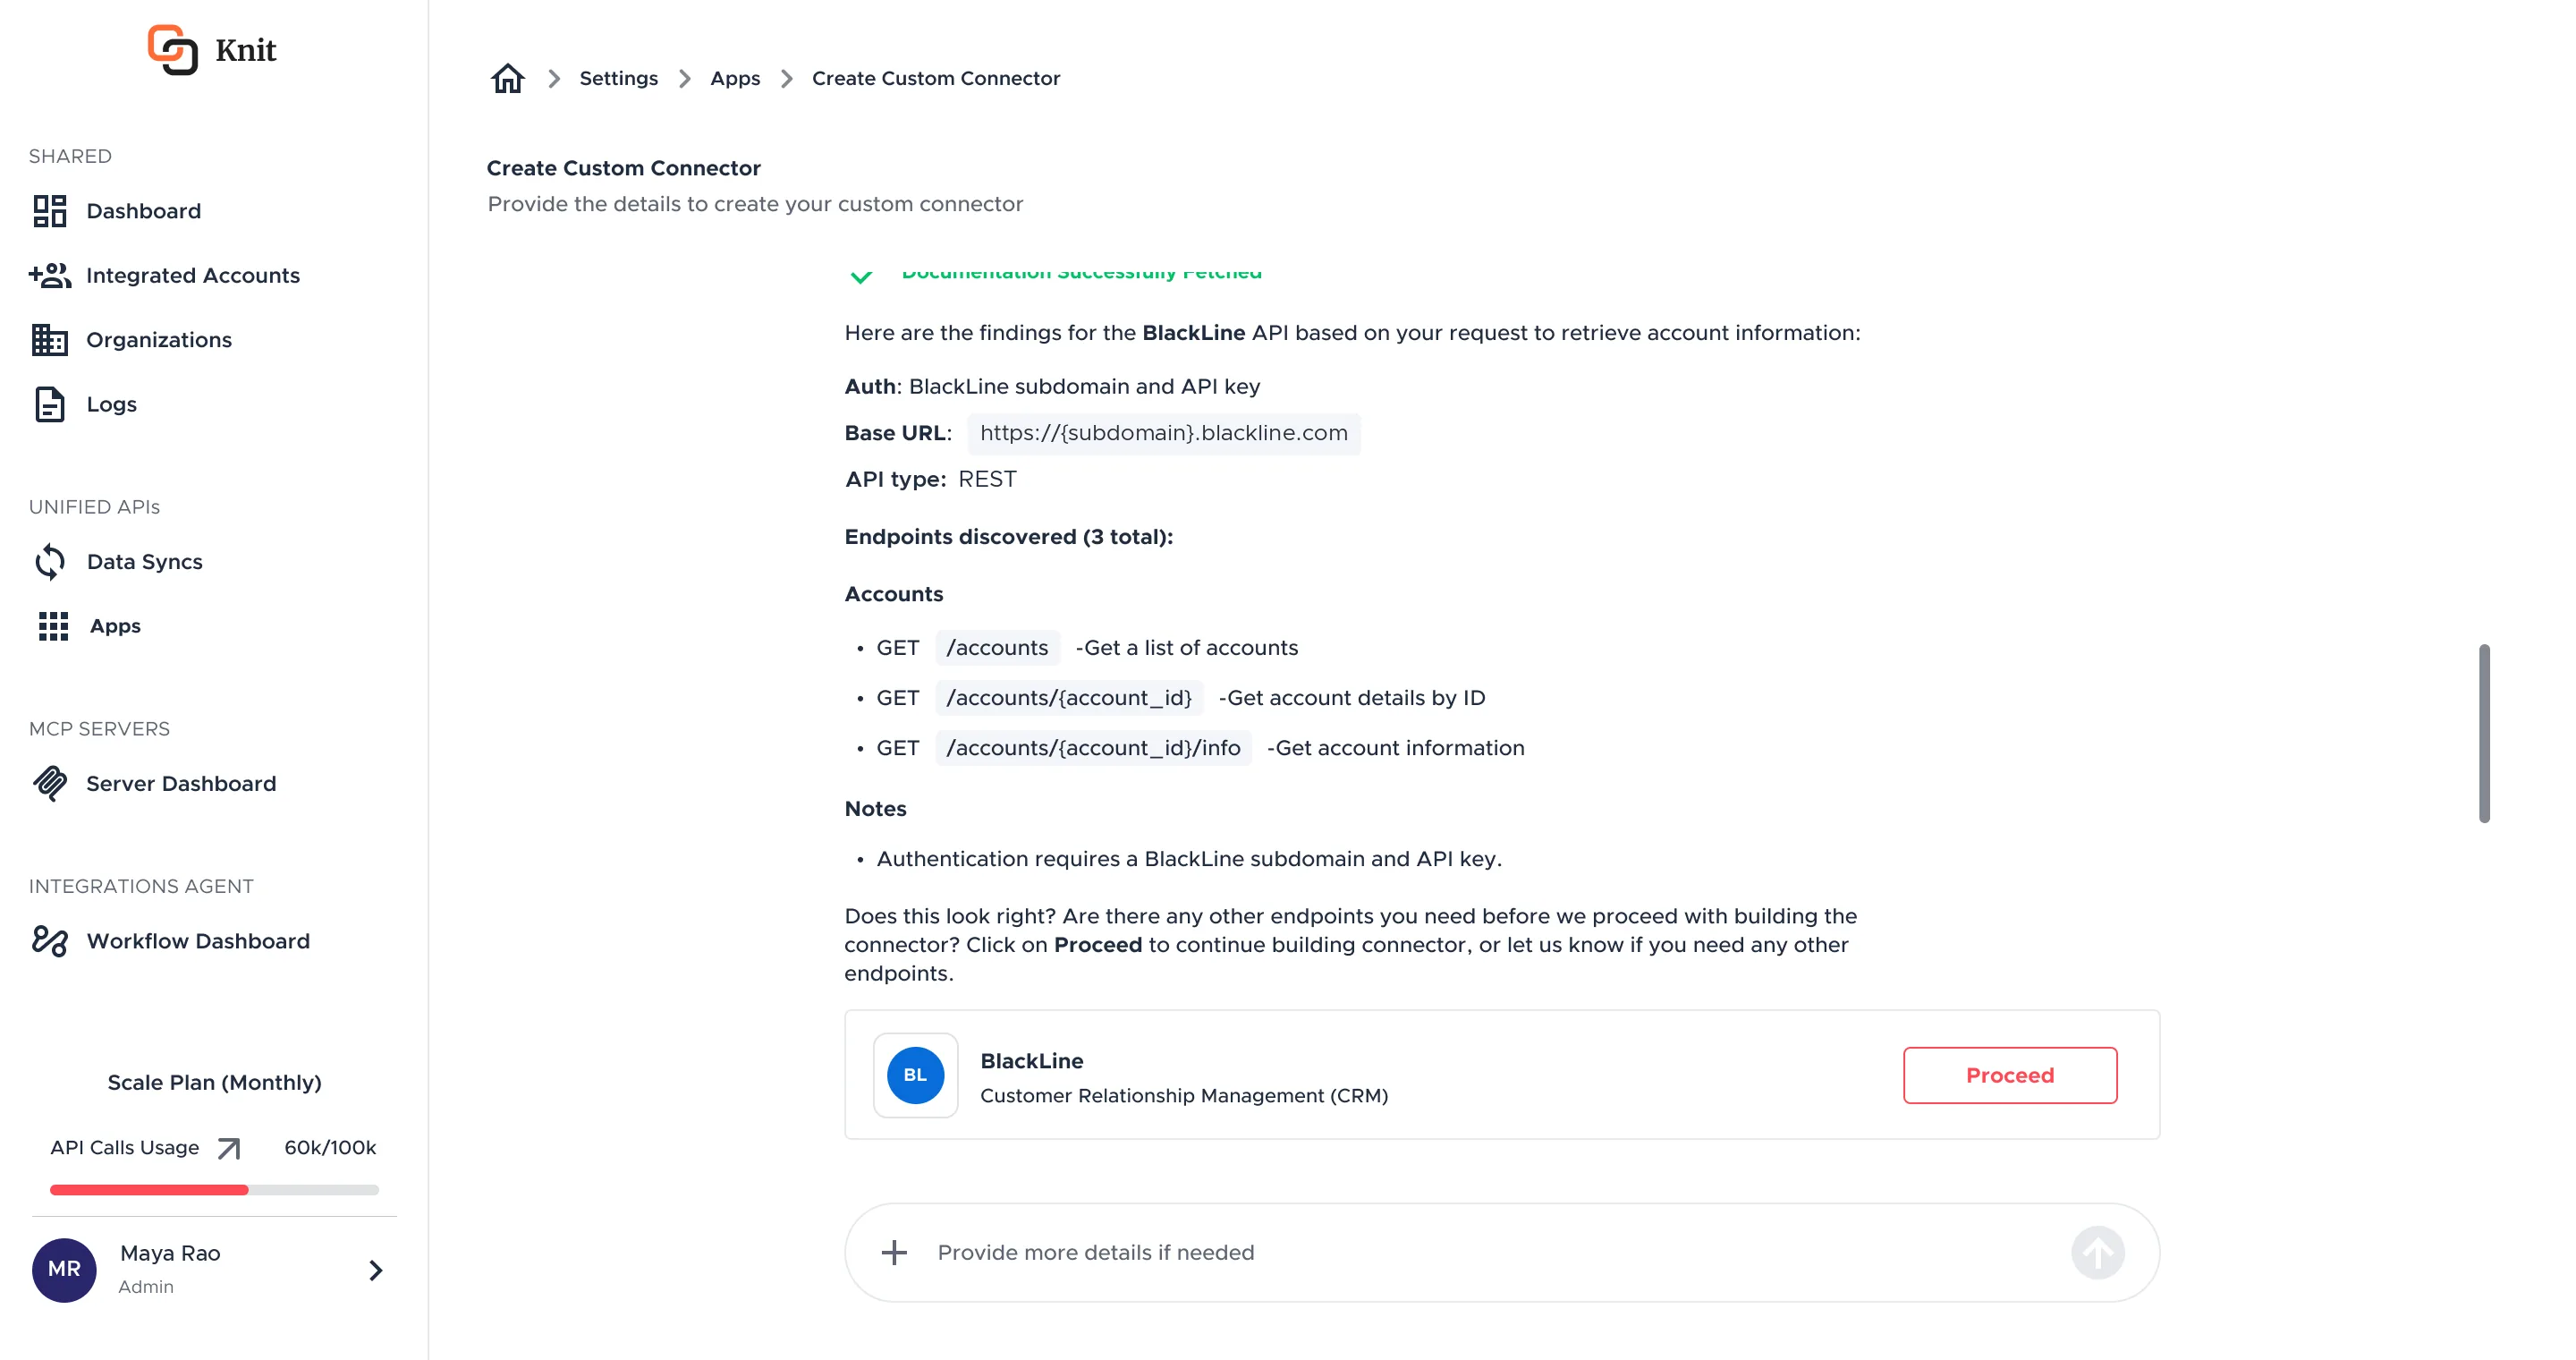 Knit
SHARED
Dashboard
Integrated Accounts
Organizations
Logs
UNIFIED APIs
Data Syncs
Apps
MCP SERVERS
Server Dashboard
INTEGRATIONS AGENT
Workflow Dashboard
Scale Plan (Monthly)
API Calls Usage 60k/100k
MR
Maya Rao
Admin
Settings Apps Create Custom Connector
Create Custom Connector
Provide the details to create your custom connector
Documentation Successfully Fetched
Here are the findings for the BlackLine API based on your request to retrieve account information:
Auth: BlackLine subdomain and API key
Base URL: https://{subdomain}.blackline.com
API type: REST
Endpoints discovered (3 total):
Accounts
• GET /accounts -Get a list of accounts
• GET /accounts/{account_id} -Get account details by ID
• GET /accounts/{account_id}/info -Get account information
Notes
• Authentication requires a BlackLine subdomain and API key.
Does this look right? Are there any other endpoints you need before we proceed with building the
connector? Click on Proceed to continue building connector, or let us know if you need any other
endpoints.
BL
BlackLine
Customer Relationship Management (CRM)
Proceed
Provide more details if needed